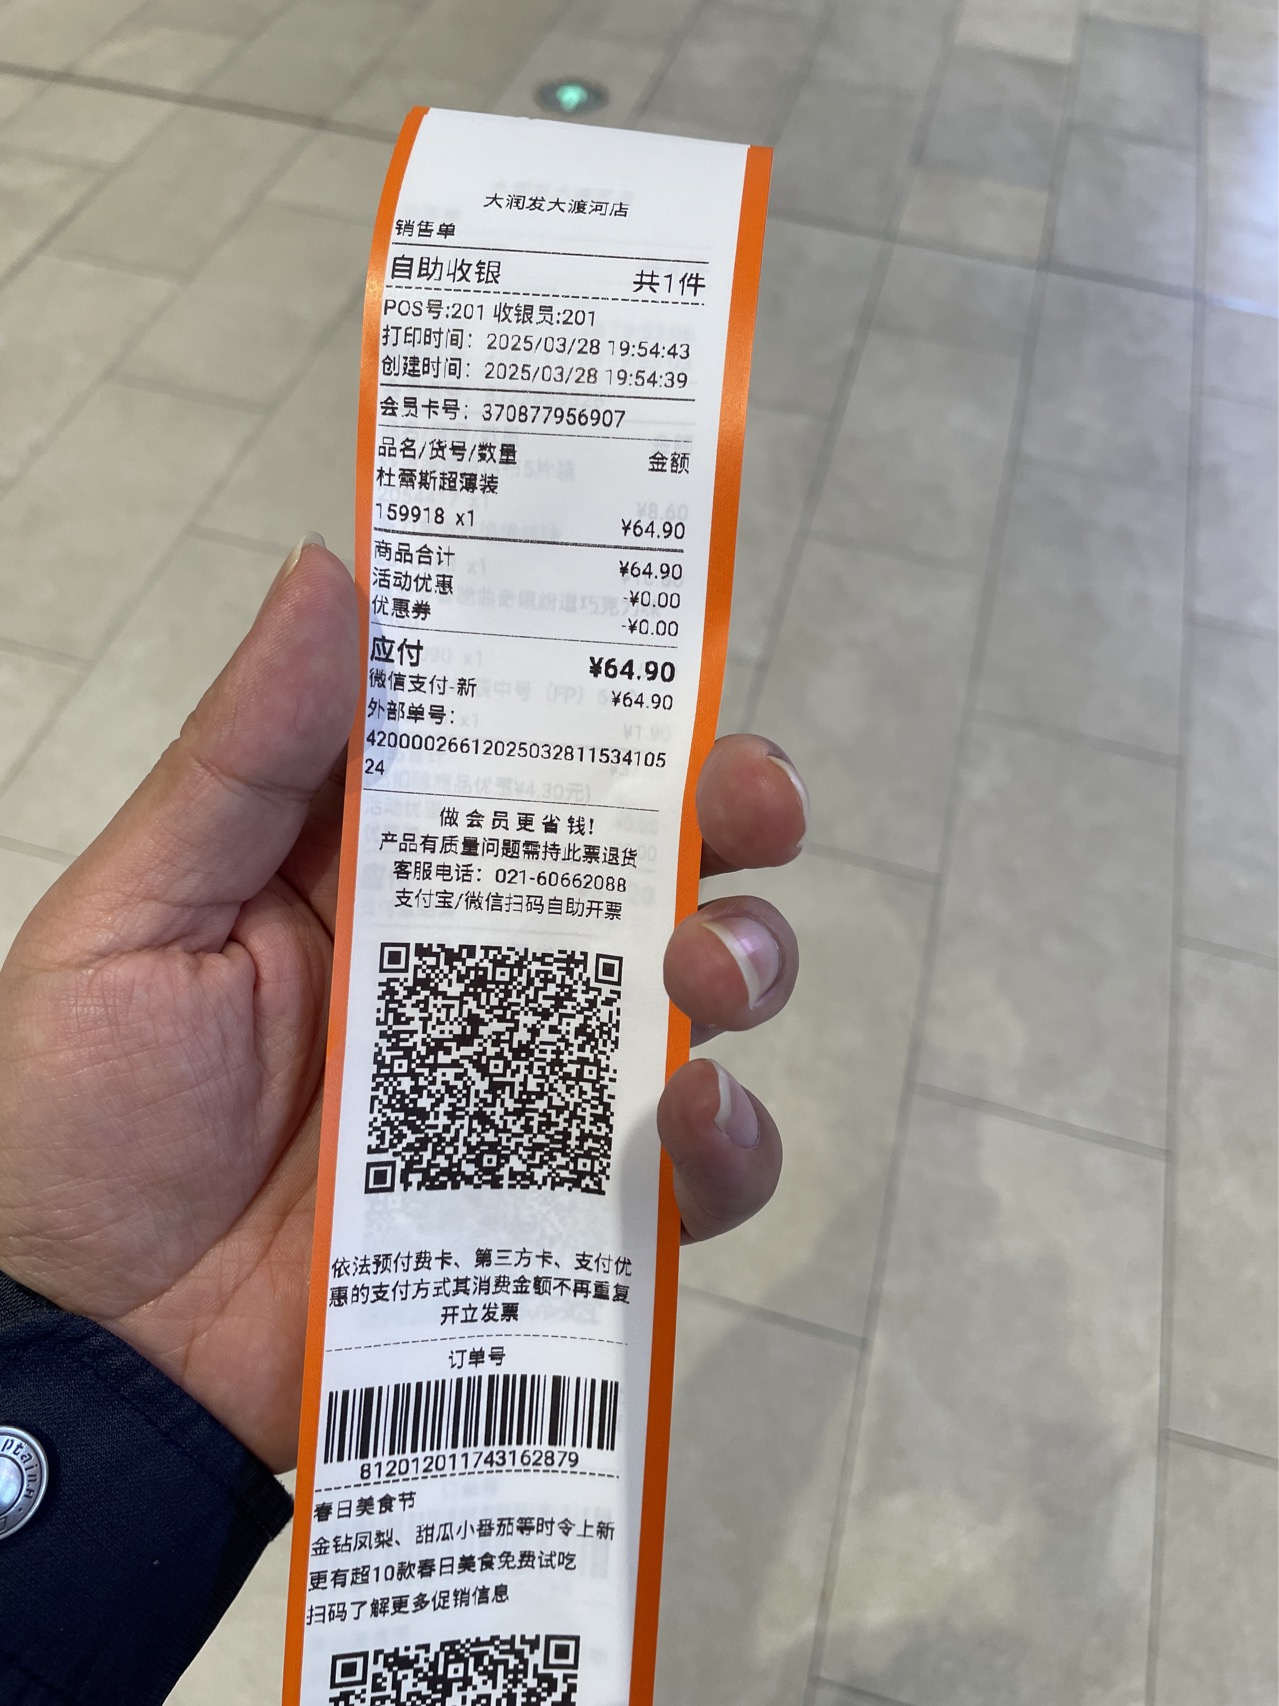 大润发大渡河店
销售单
自助收银 共1件
POS号:201 收银员:201
打印时间：2025/03/28 19:54:43
创建时间：2025/03/28 19:54:39
会员卡号：370877956907
品名/货号/数量 金额
杜蕾斯超薄装
159918 x1 ¥64.90
商品合计 ¥64.90
活动优惠 -¥0.00
优惠券 -¥0.00
应付 ¥64.90
微信支付-新 ¥64.90
外部单号：
42000026612025032811534105
24
做会员更省钱!
产品有质量问题需持此票退货
客服电话：021-60662088
支付宝/微信扫码自助开票
依法预付费卡、第三方卡、支付优
惠的支付方式其消费金额不再重复
开立发票
订单号
812012011743162879
春日美食节
金钻凤梨、甜瓜小番茄等时令上新
更有超10款春日美食免费试吃
扫码了解更多促销信息